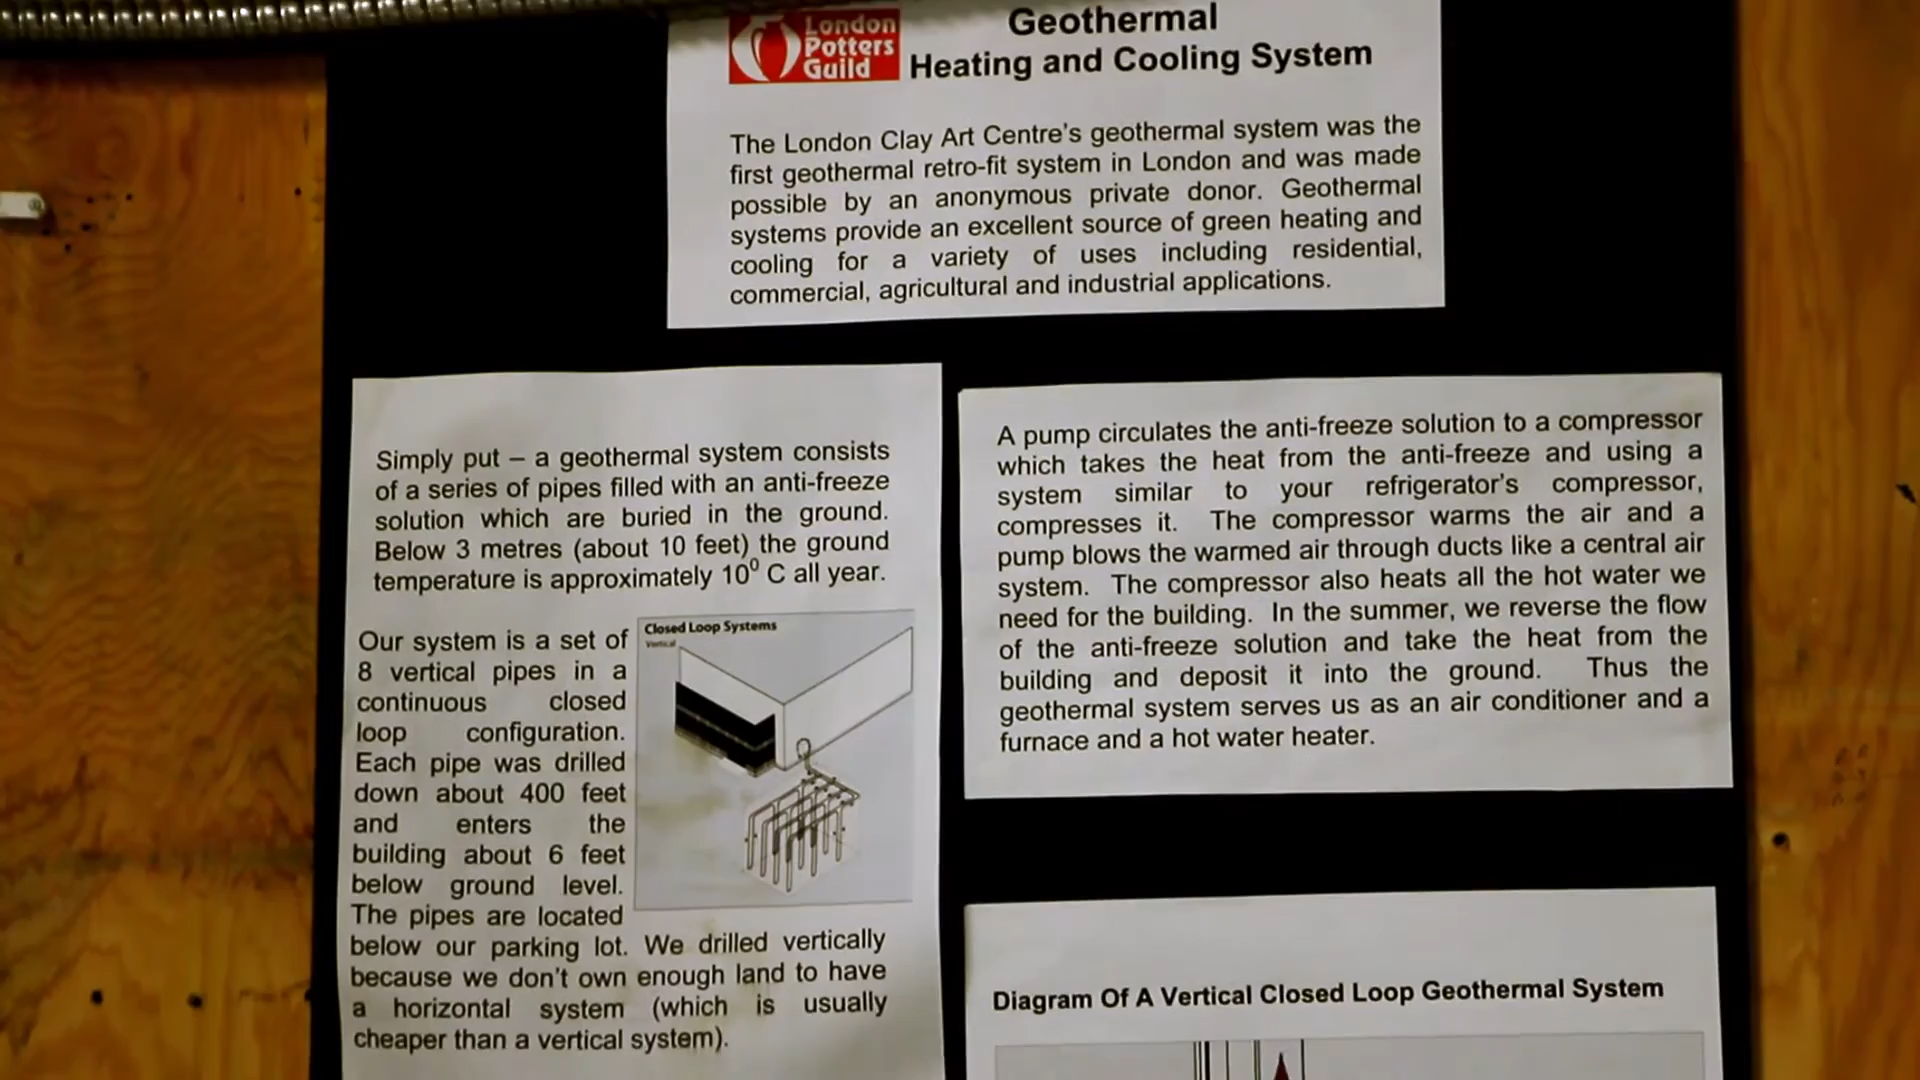 London
Potters
Guild
Geothermal
Heating and Cooling System
The London Clay Art Centre's geothermal system was the
first geothermal retro-fit system in London and was made
possible by an anonymous private donor. Geothermal
systems provide an excellent source of green heating and
cooling for a variety of uses including residential,
commercial, agricultural and industrial applications.
Simply put – a geothermal system consists
of a series of pipes filled with an anti-freeze
solution which are buried in the ground.
Below 3 metres (about 10 feet) the ground
temperature is approximately 10⁰ C all year.
Our system is a set of
8 vertical pipes in a
continuous closed
loop configuration.
Each pipe was drilled
down about 400 feet
and enters the
building about 6 feet
below ground level.
The pipes are located
below our parking lot. We drilled vertically
because we don't own enough land to have
a horizontal system (which is usually
cheaper than a vertical system).
Closed Loop Systems
Vertical
A pump circulates the anti-freeze solution to a compressor
which takes the heat from the anti-freeze and using a
system similar to your refrigerator's compressor,
compresses it. The compressor warms the air and a
pump blows the warmed air through ducts like a central air
system. The compressor also heats all the hot water we
need for the building. In the summer, we reverse the flow
of the anti-freeze solution and take the heat from the
building and deposit it into the ground. Thus the
geothermal system serves us as an air conditioner and a
furnace and a hot water heater.
Diagram Of A Vertical Closed Loop Geothermal System